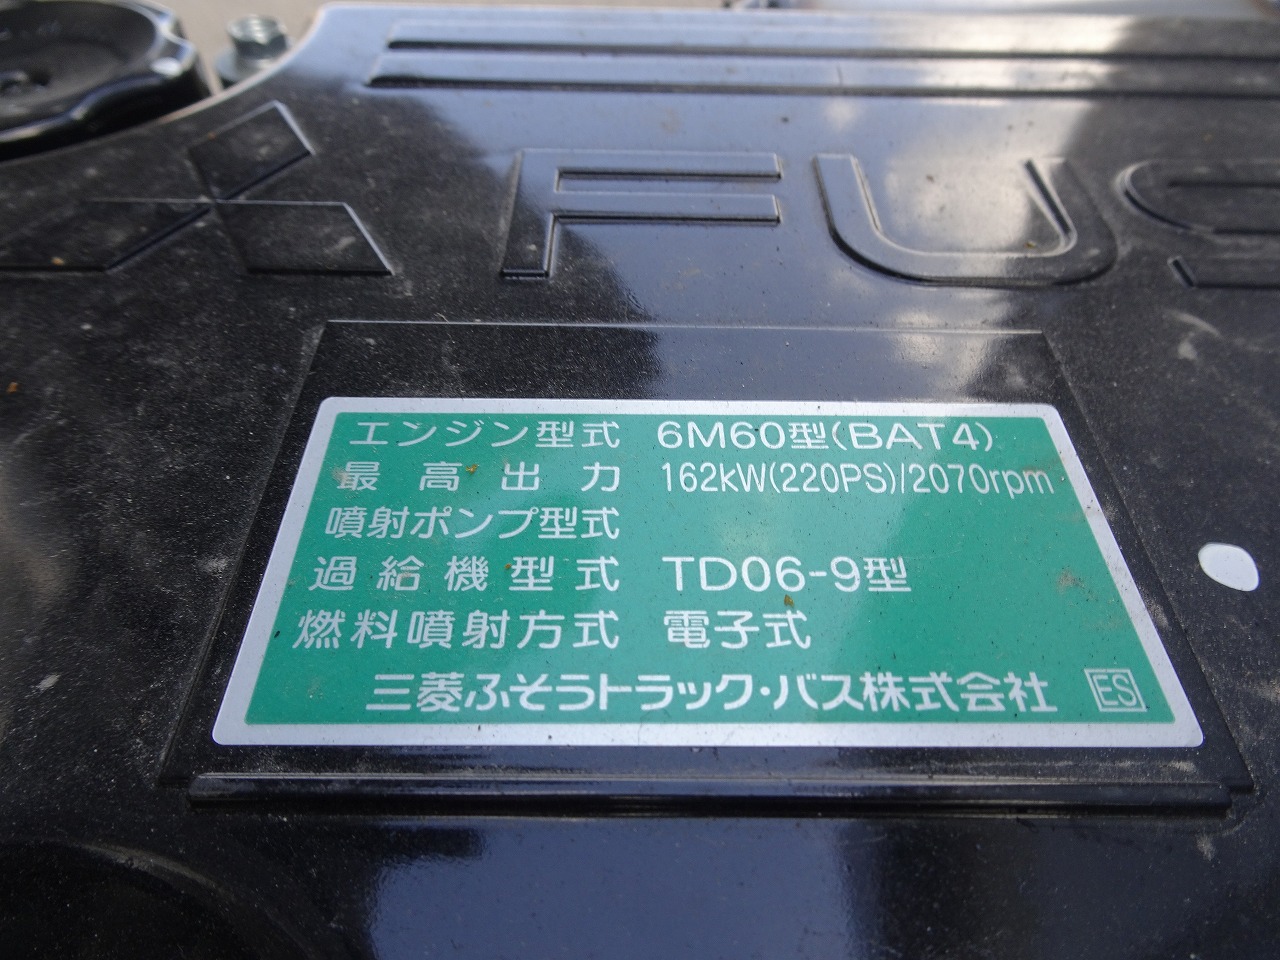 FUS
エンジン型式 6M60型(BAT4)
最高出力 162kW(220PS)/2070rpm
噴射ポンプ型式
過給機型式 TD06-9型
燃料噴射方式 電子式
三菱ふそうトラック・バス株式会社 ES